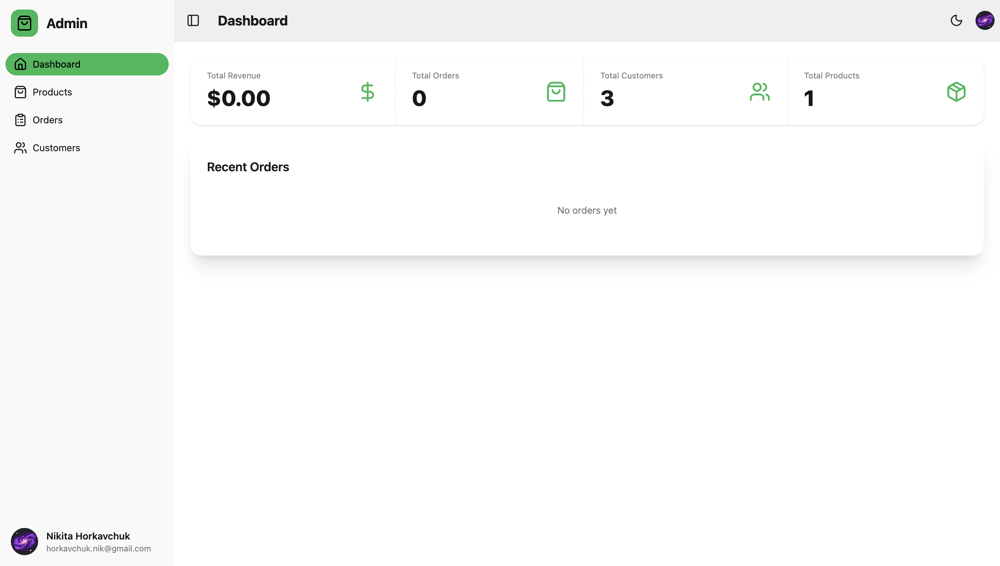 Admin
Dashboard
Products
Orders
Customers
Nikita Horkavchuk
horkavchuk.nik@gmail.com
Dashboard
Total Revenue
$0.00
Total Orders
0
Total Customers
3
Total Products
1
Recent Orders
No orders yet